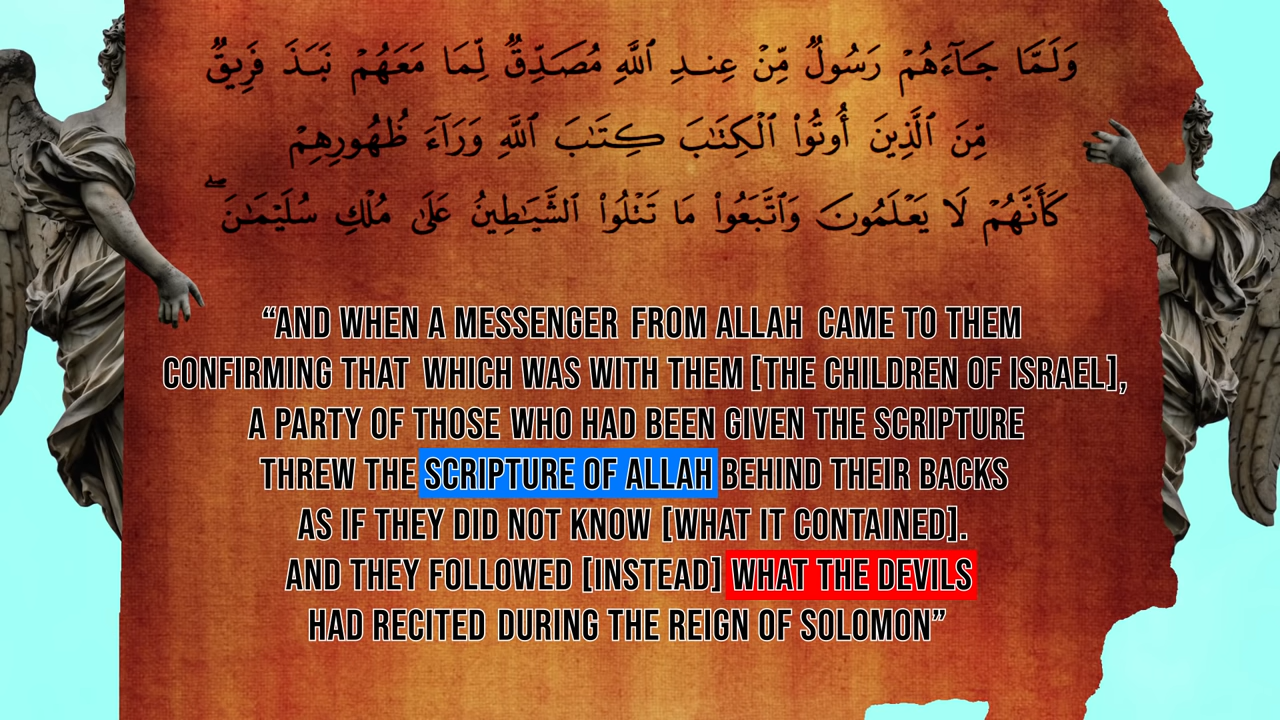 وَلَمَّا جَآءَهُمْ رَسُولٌ مِّنْ عِندِ ٱللَّهِ مُصَدِّقٌ لِّمَا مَعَهُمْ نَبَذَ فَرِيقٌ
مِّنَ ٱلَّذِينَ أُوتُوا۟ ٱلْكِتَٰبَ كِتَٰبَ ٱللَّهِ وَرَآءَ ظُهُورِهِمْ
كَأَنَّهُمْ لَا يَعْلَمُونَ وَٱتَّبَعُوا۟ مَا تَتْلُوا۟ ٱلشَّيَٰطِينُ عَلَىٰ مُلْكِ سُلَيْمَٰنَ ۖ
“AND WHEN A MESSENGER FROM ALLAH CAME TO THEM
CONFIRMING THAT WHICH WAS WITH THEM [THE CHILDREN OF ISRAEL],
A PARTY OF THOSE WHO HAD BEEN GIVEN THE SCRIPTURE
THREW THE SCRIPTURE OF ALLAH BEHIND THEIR BACKS
AS IF THEY DID NOT KNOW [WHAT IT CONTAINED].
AND THEY FOLLOWED [INSTEAD] WHAT THE DEVILS
HAD RECITED DURING THE REIGN OF SOLOMON”